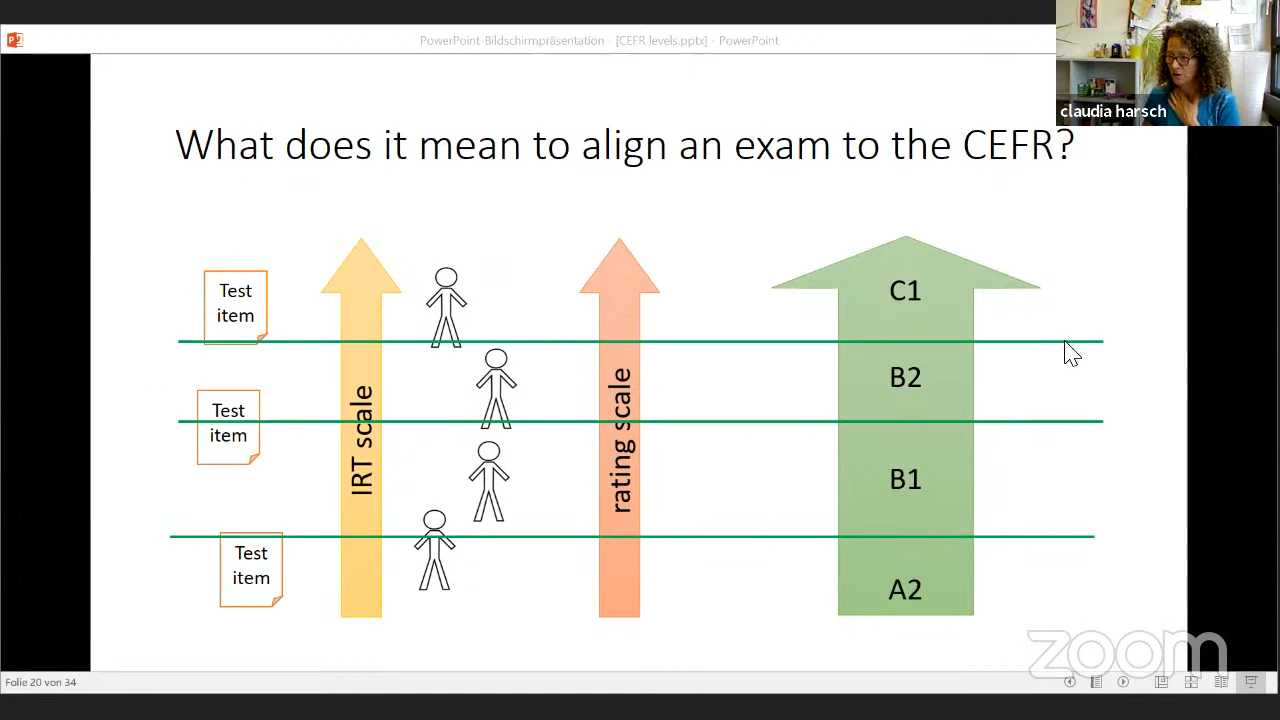 PowerPoint-Bildschirmpräsentation - [CEFR levels.pptx] - PowerPoint
claudia harsch
What does it mean to align an exam to the CEFR?
Test
item
Test
item
Test
item
IRT scale
rating scale
C1
B2
B1
A2
zoom
Folie 20 von 34